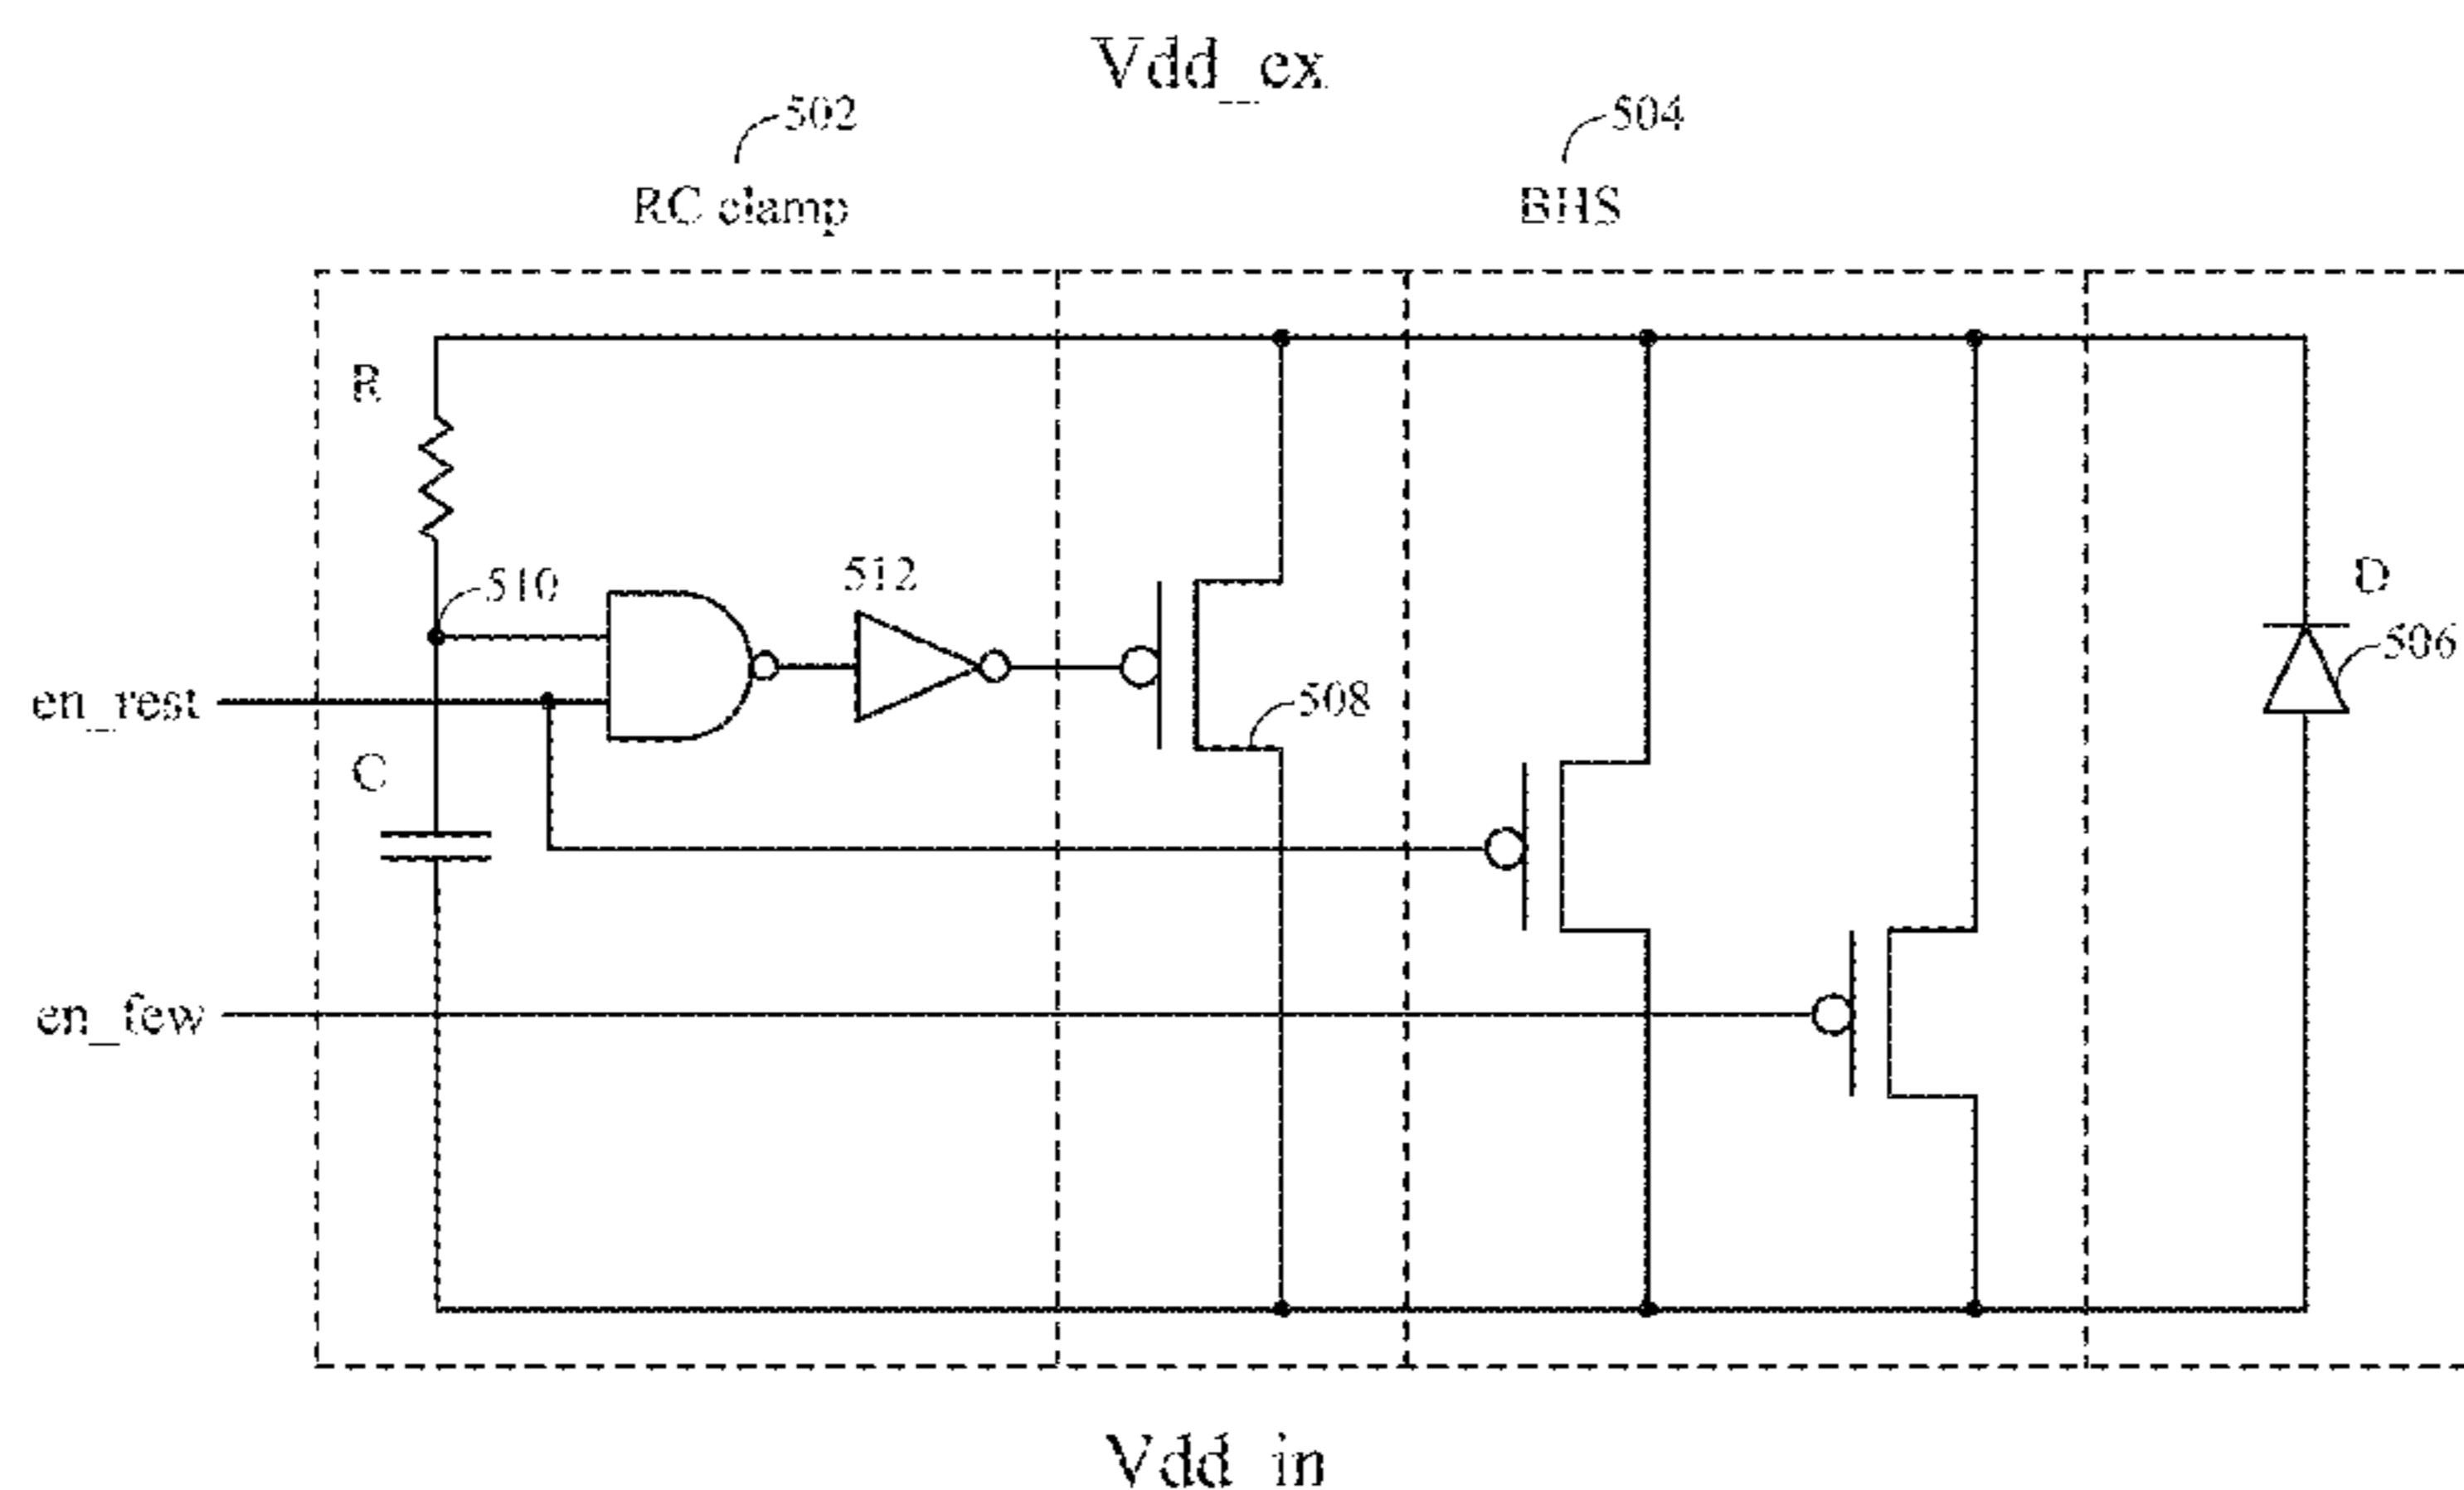 Vdd_ex
502
504
RC clamp
BHS
R
510
512
D
506
en_rest
508
C
en_few
Vdd_in